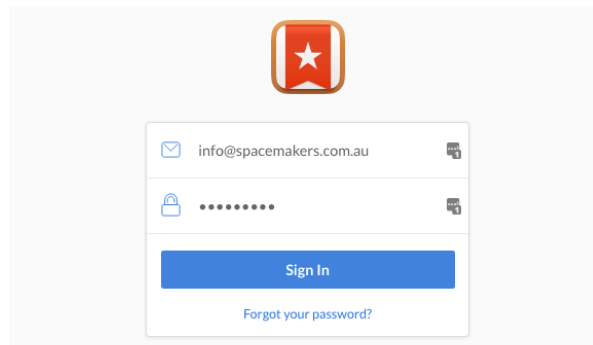 info@spacemakers.com.au
•••••••••
Sign In
Forgot your password?